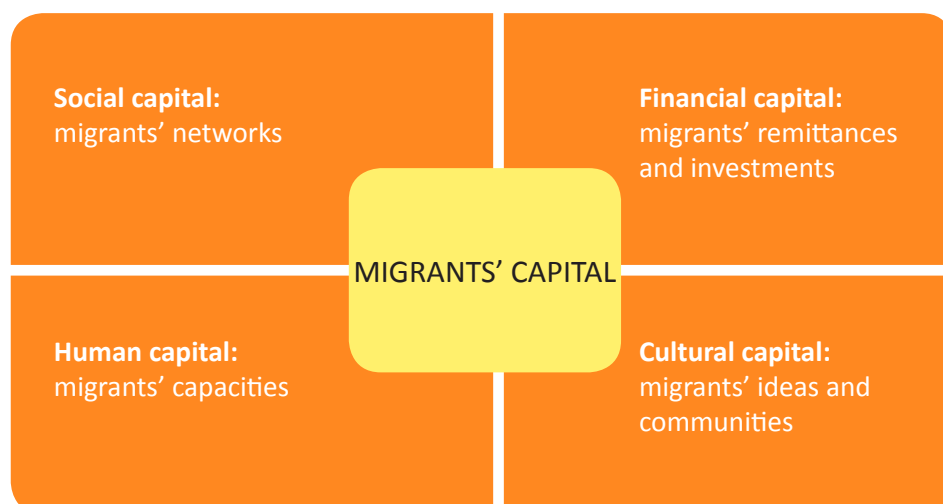 Social capital:
migrants’ networks
Financial capital:
migrants’ remittances
and investments
MIGRANTS’ CAPITAL
Human capital:
migrants’ capacities
Cultural capital:
migrants’ ideas and
communities